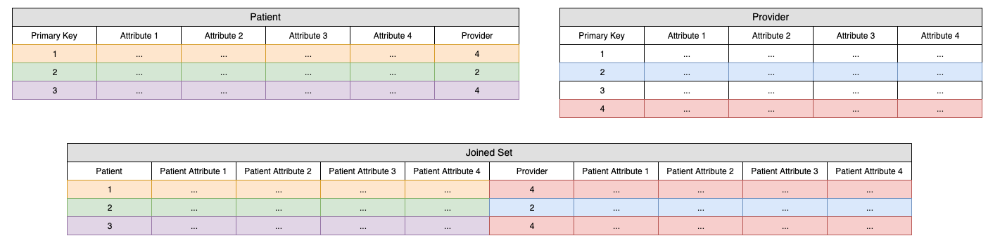 Patient
Primary Key Attribute 1 Attribute 2 Attribute 3 Attribute 4 Provider
1 ... ... ... ... 4
2 ... ... ... ... 2
3 ... ... ... ... 4
Provider
Primary Key Attribute 1 Attribute 2 Attribute 3 Attribute 4
1 ... ... ... ...
2 ... ... ... ...
3 ... ... ... ...
4 ... ... ... ...
Joined Set
Patient Patient Attribute 1 Patient Attribute 2 Patient Attribute 3 Patient Attribute 4 Provider Patient Attribute 1 Patient Attribute 2 Patient Attribute 3 Patient Attribute 4
1 ... ... ... ... 4 ... ... ... ...
2 ... ... ... ... 2 ... ... ... ...
3 ... ... ... ... 4 ... ... ... ...